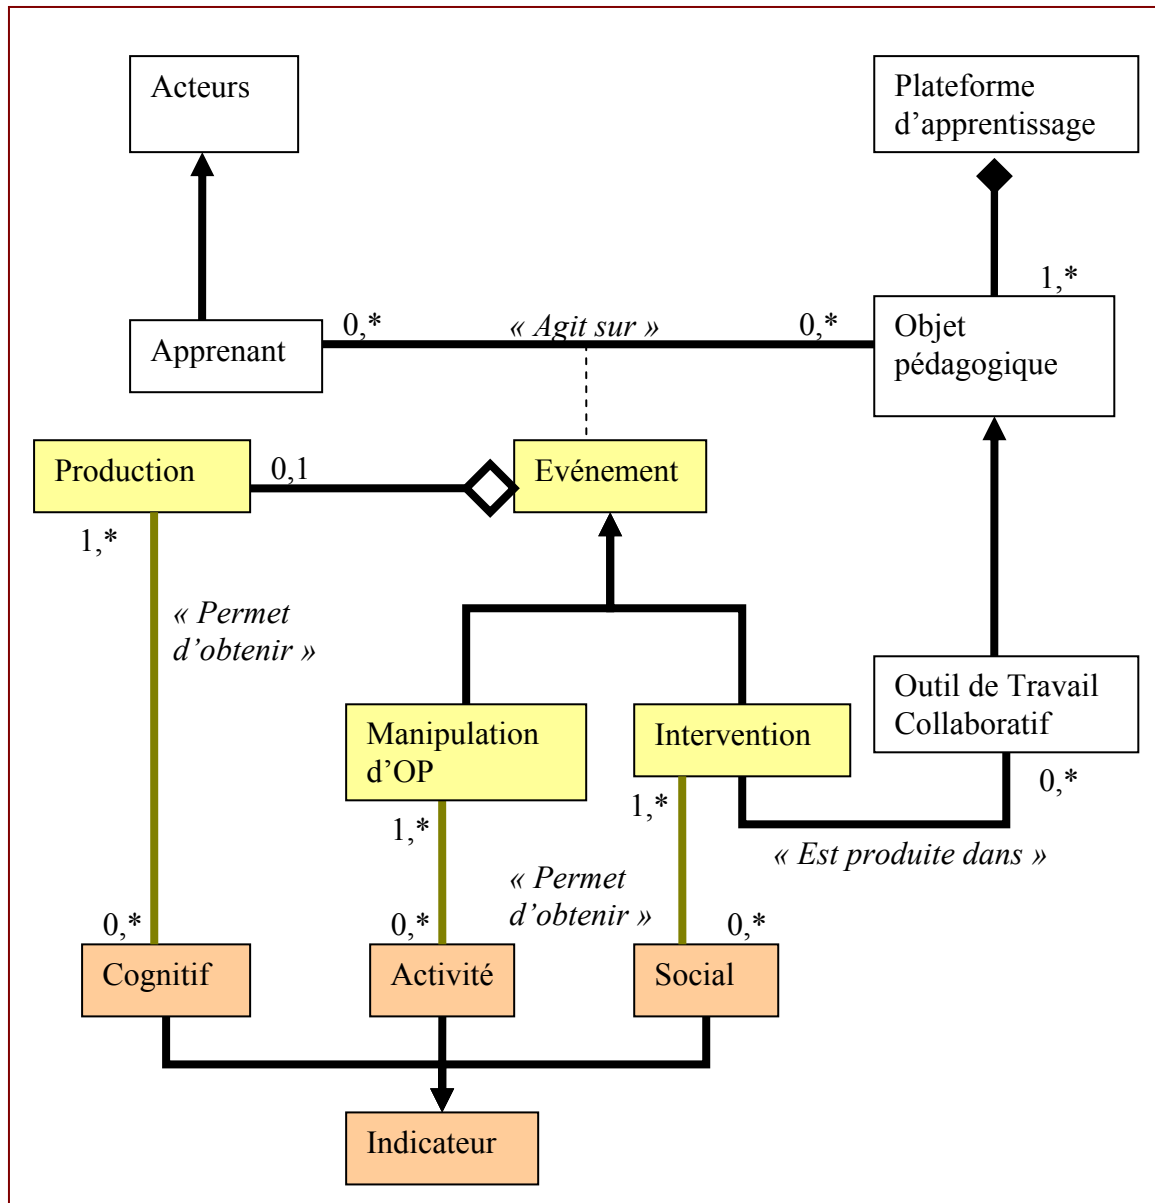 Acteurs
Plateforme
d’apprentissage
1,*
0,*
« Agit sur »
0,*
Apprenant
Objet
pédagogique
Production
0,1
Evénement
1,*
« Permet
d’obtenir »
Outil de Travail
Collaboratif
Manipulation
d’OP
Intervention
0,*
1,*
1,*
« Est produite dans »
« Permet
d’obtenir »
0,*
0,*
0,*
Cognitif
Activité
Social
Indicateur